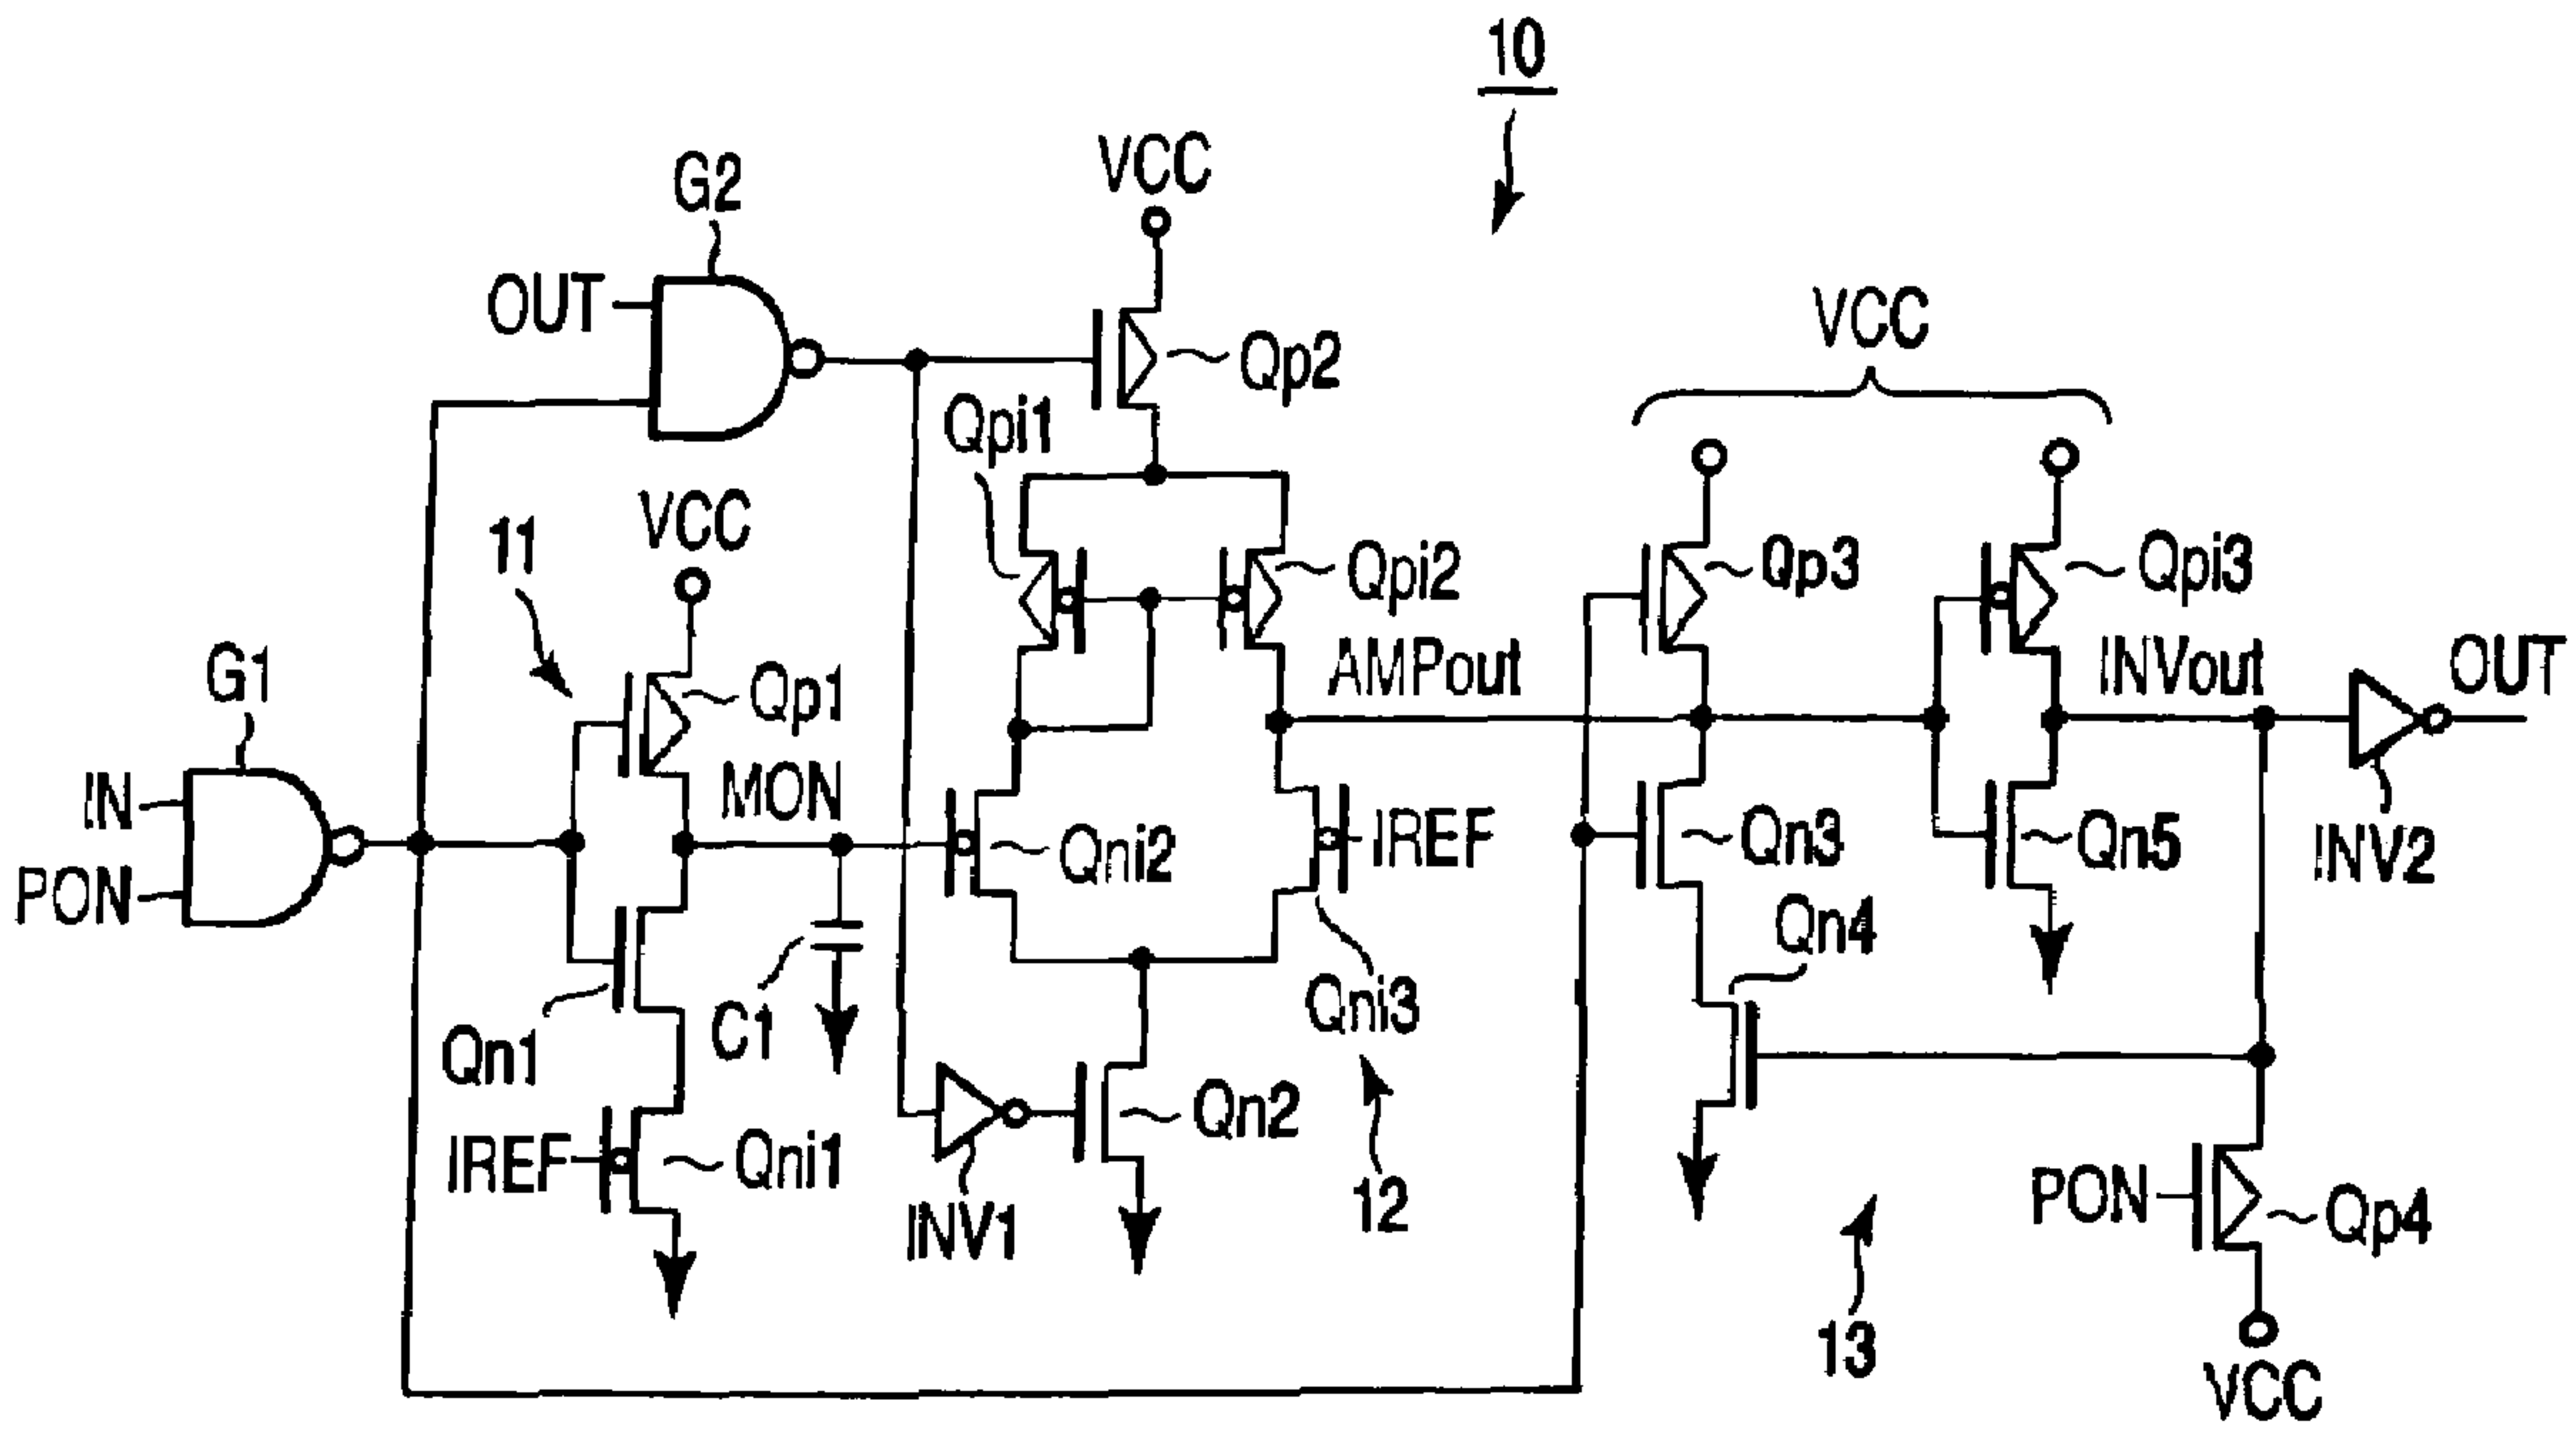 10
G2
VCC
OUT
Qp2
VCC
Qpi1
11
VCC
Qpi2
Qp3
Qpi3
G1
Qp1
AMPout
INVout
OUT
IN
MON
Qni2
IREF
Qn3
Qn5
INV2
PON
Qn4
Qn1
C1
Qni3
IREF
Qni1
INV1
Qn2
12
PON
Qp4
13
VCC